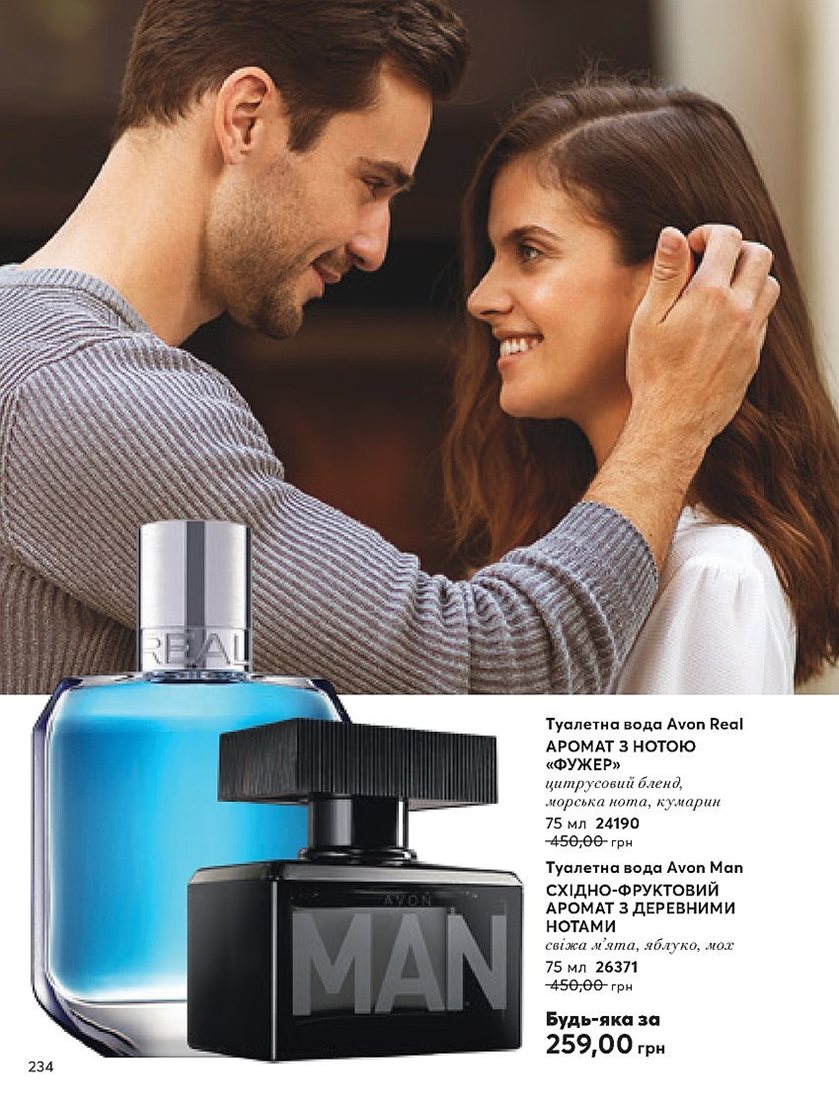 REAL
AVON
MAN
Туалетна вода Avon Real
АРОМАТ З НОТОЮ
«ФУЖЕР»
цитрусовий бленд,
морська нота, кумарин
75 мл 24190
450,00 грн
Туалетна вода Avon Man
СХІДНО-ФРУКТОВИЙ
АРОМАТ З ДЕРЕВНИМИ
НОТАМИ
свіжа м’ята, яблуко, мох
75 мл 26371
450,00 грн
Будь-яка за
259,00 грн
234